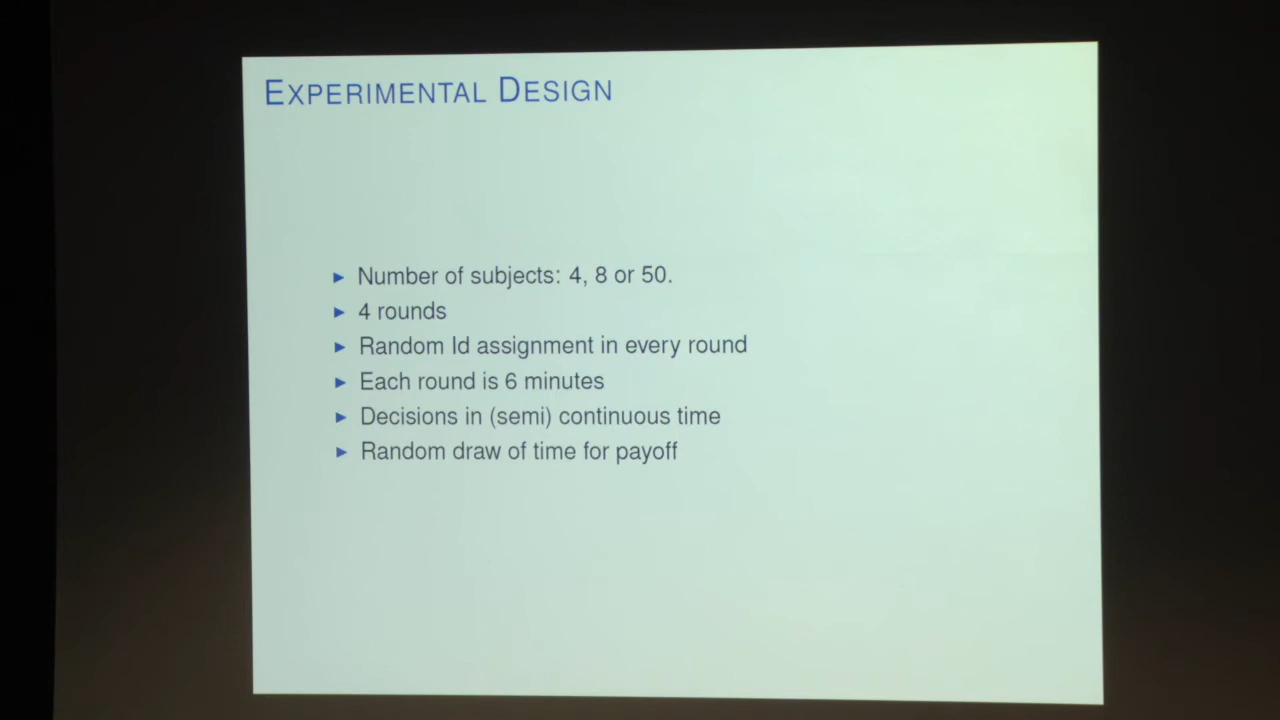 EXPERIMENTAL DESIGN
Number of subjects: 4, 8 or 50.
4 rounds
Random Id assignment in every round
Each round is 6 minutes
Decisions in (semi) continuous time
Random draw of time for payoff